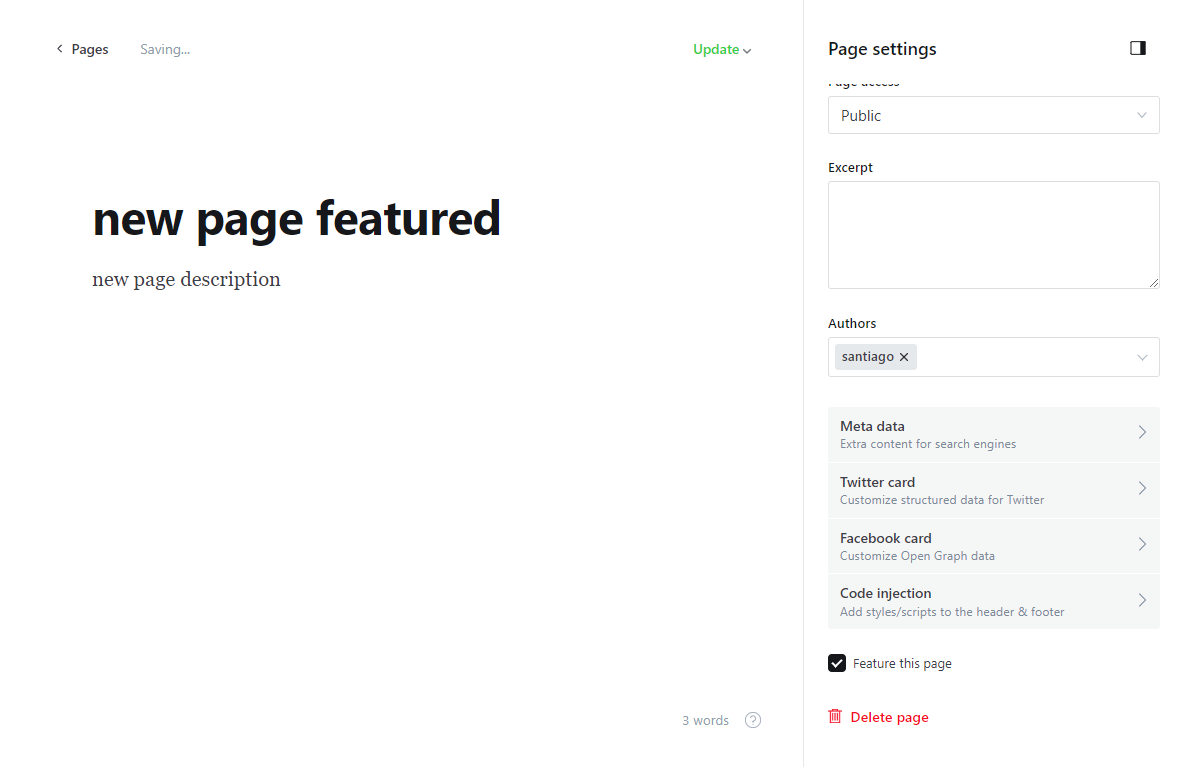 Pages
Saving...
Update
new page featured
new page description
3 words
Page settings
Page access
Public
Excerpt
Authors
santiago
Meta data
Extra content for search engines
Twitter card
Customize structured data for Twitter
Facebook card
Customize Open Graph data
Code injection
Add styles/scripts to the header & footer
Feature this page
Delete page